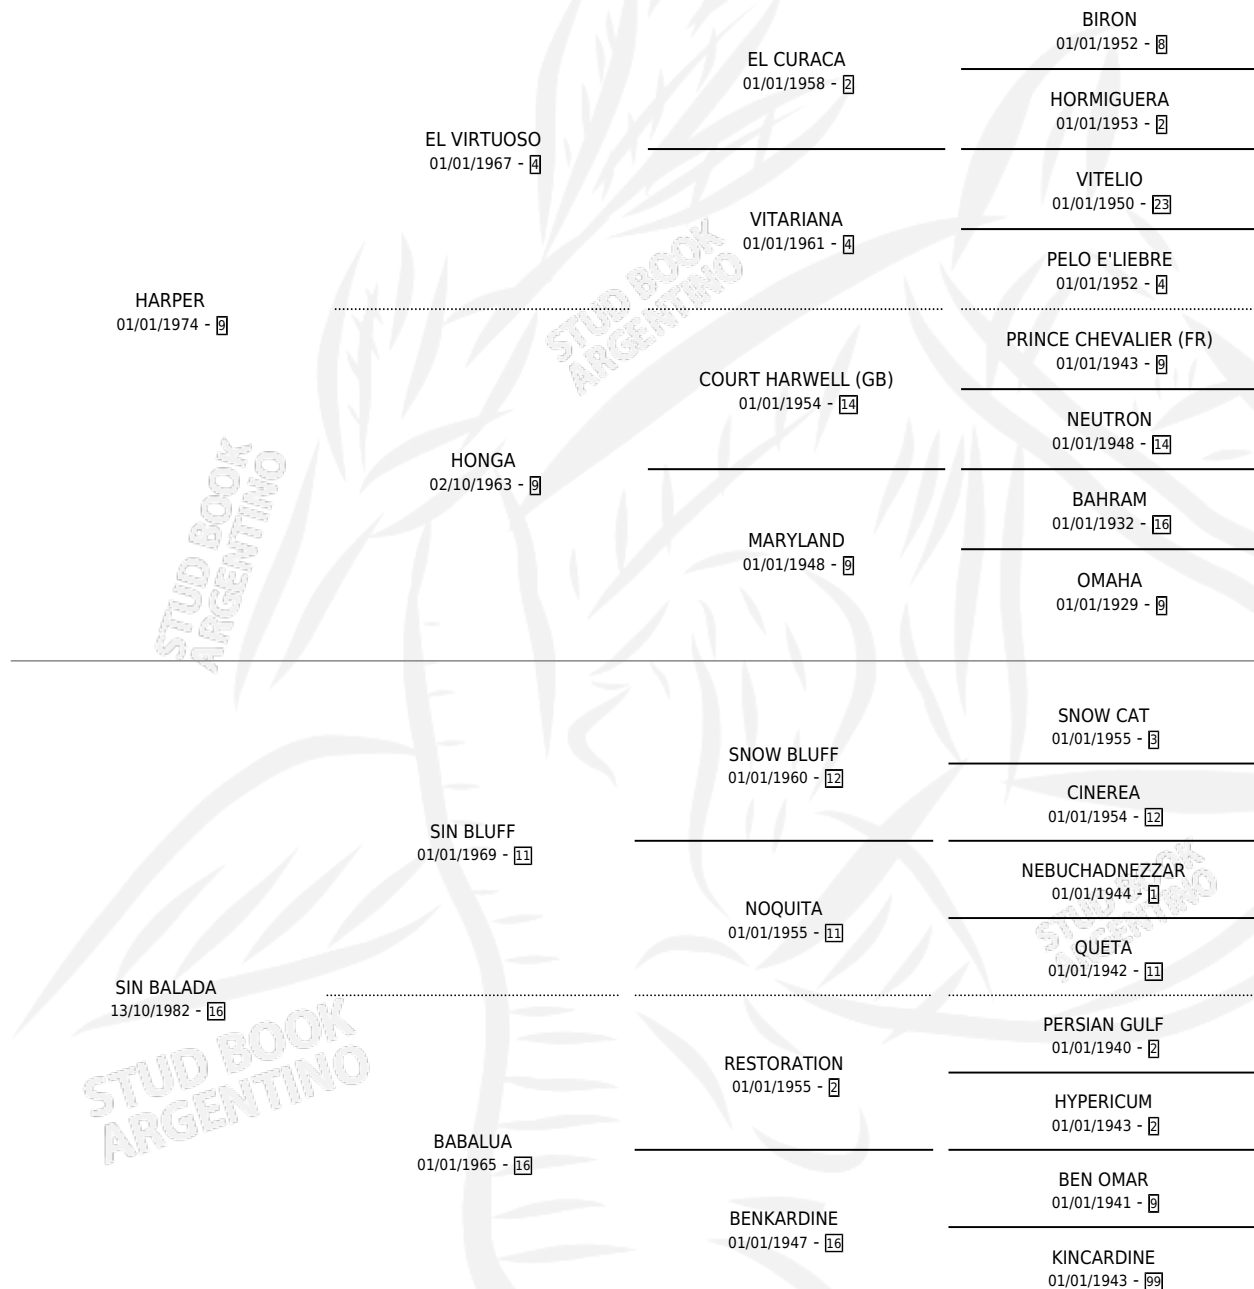 BIRON
01/01/1952 - 8
EL CURACA
01/01/1958 - 2
HORMIGUERA
01/01/1953 - 2
EL VIRTUOSO
01/01/1967 - 4
VITELIO
01/01/1950 - 23
VITARIANA
01/01/1961 - 4
PELO E'LIEBRE
01/01/1952 - 4
HARPER
01/01/1974 - 9
PRINCE CHEVALIER (FR)
01/01/1943 - 9
COURT HARWELL (GB)
01/01/1954 - 14
NEUTRON
01/01/1948 - 14
HONGA
02/10/1963 - 9
BAHRAM
01/01/1932 - 16
MARYLAND
01/01/1948 - 9
OMAHA
01/01/1929 - 9
SNOW CAT
01/01/1955 - 3
SNOW BLUFF
01/01/1960 - 12
CINEREA
01/01/1954 - 12
SIN BLUFF
01/01/1969 - 11
NEBUCHADNEZZAR
01/01/1944 - 1
NOQUITA
01/01/1955 - 11
QUETA
01/01/1942 - 11
SIN BALADA
13/10/1982 - 16
PERSIAN GULF
01/01/1940 - 2
RESTORATION
01/01/1955 - 2
HYPERICUM
01/01/1943 - 2
BABALUA
01/01/1965 - 16
BEN OMAR
01/01/1941 - 9
BENKARDINE
01/01/1947 - 16
KINCARDINE
01/01/1943 - 99
STUD BOOK
ARGENTINO
STUD BOOK
ARGENTINO
STUD BOOK
ARGENTINO
STUD BOOK
ARGENTINO